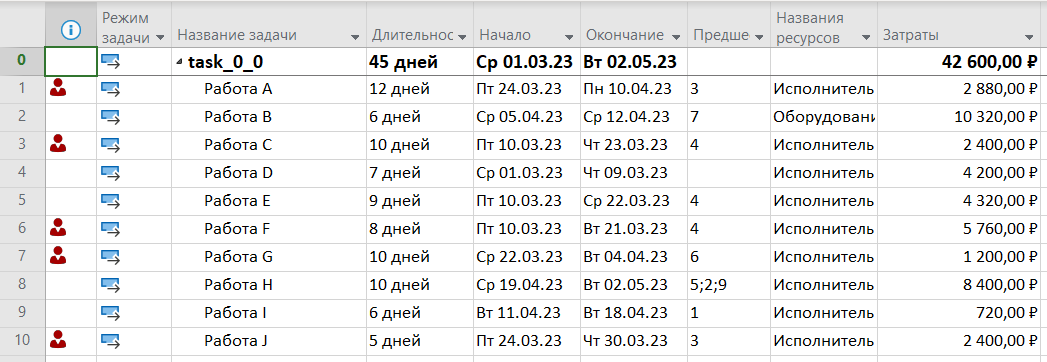 Режим задачи Название задачи Длительнос Начало Окончание Предше Названия ресурсов Затраты
0 task_0_0 45 дней Ср 01.03.23 Вт 02.05.23 42 600,00 ₽
1 Работа A 12 дней Пт 24.03.23 Пн 10.04.23 3 Исполнитель 2 880,00 ₽
2 Работа B 6 дней Ср 05.04.23 Ср 12.04.23 7 Оборудовани 10 320,00 ₽
3 Работа C 10 дней Пт 10.03.23 Чт 23.03.23 4 Исполнитель 2 400,00 ₽
4 Работа D 7 дней Ср 01.03.23 Чт 09.03.23 Исполнитель 4 200,00 ₽
5 Работа E 9 дней Пт 10.03.23 Ср 22.03.23 4 Исполнитель 4 320,00 ₽
6 Работа F 8 дней Пт 10.03.23 Вт 21.03.23 4 Исполнитель 5 760,00 ₽
7 Работа G 10 дней Ср 22.03.23 Вт 04.04.23 6 Исполнитель 1 200,00 ₽
8 Работа H 10 дней Ср 19.04.23 Вт 02.05.23 5;2;9 Исполнитель 8 400,00 ₽
9 Работа I 6 дней Вт 11.04.23 Вт 18.04.23 1 Исполнитель 720,00 ₽
10 Работа J 5 дней Пт 24.03.23 Чт 30.03.23 3 Исполнитель 2 400,00 ₽